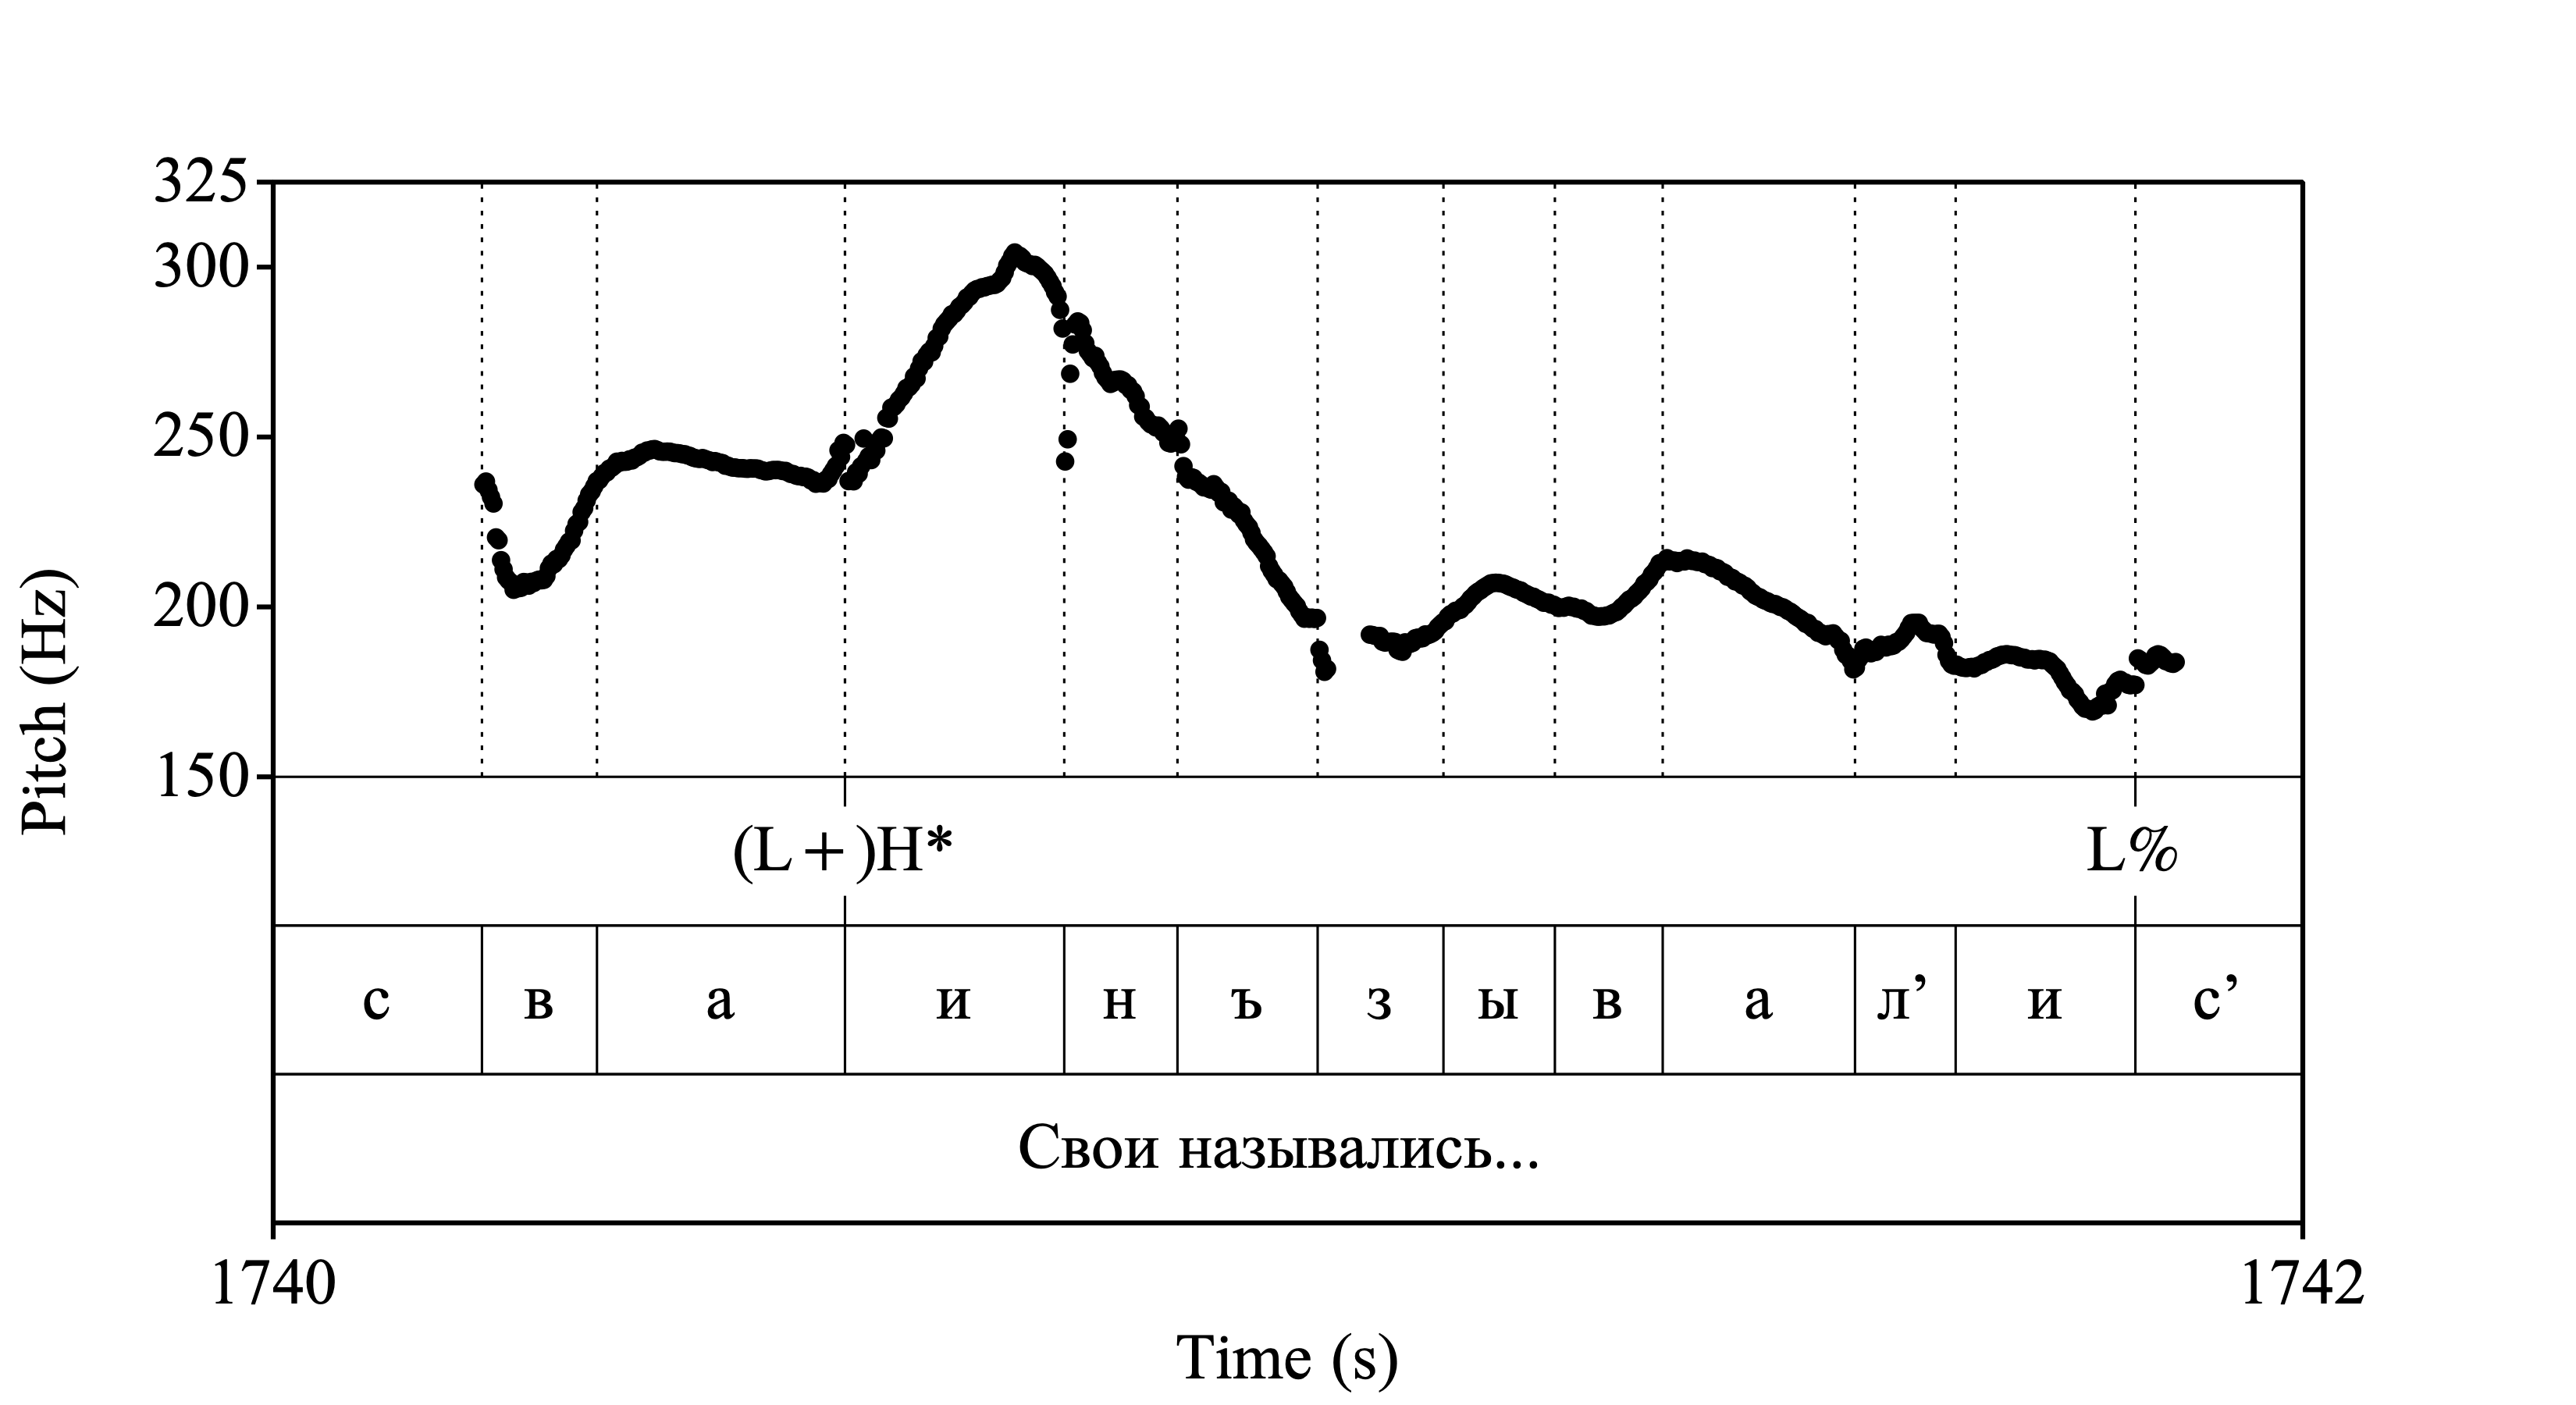 325
300
250
200
150
Pitch (Hz)
(L+)H* L%
с в а и н ъ з ы в а л’ и с’
Свои назывались...
1740 1742
Time (s)